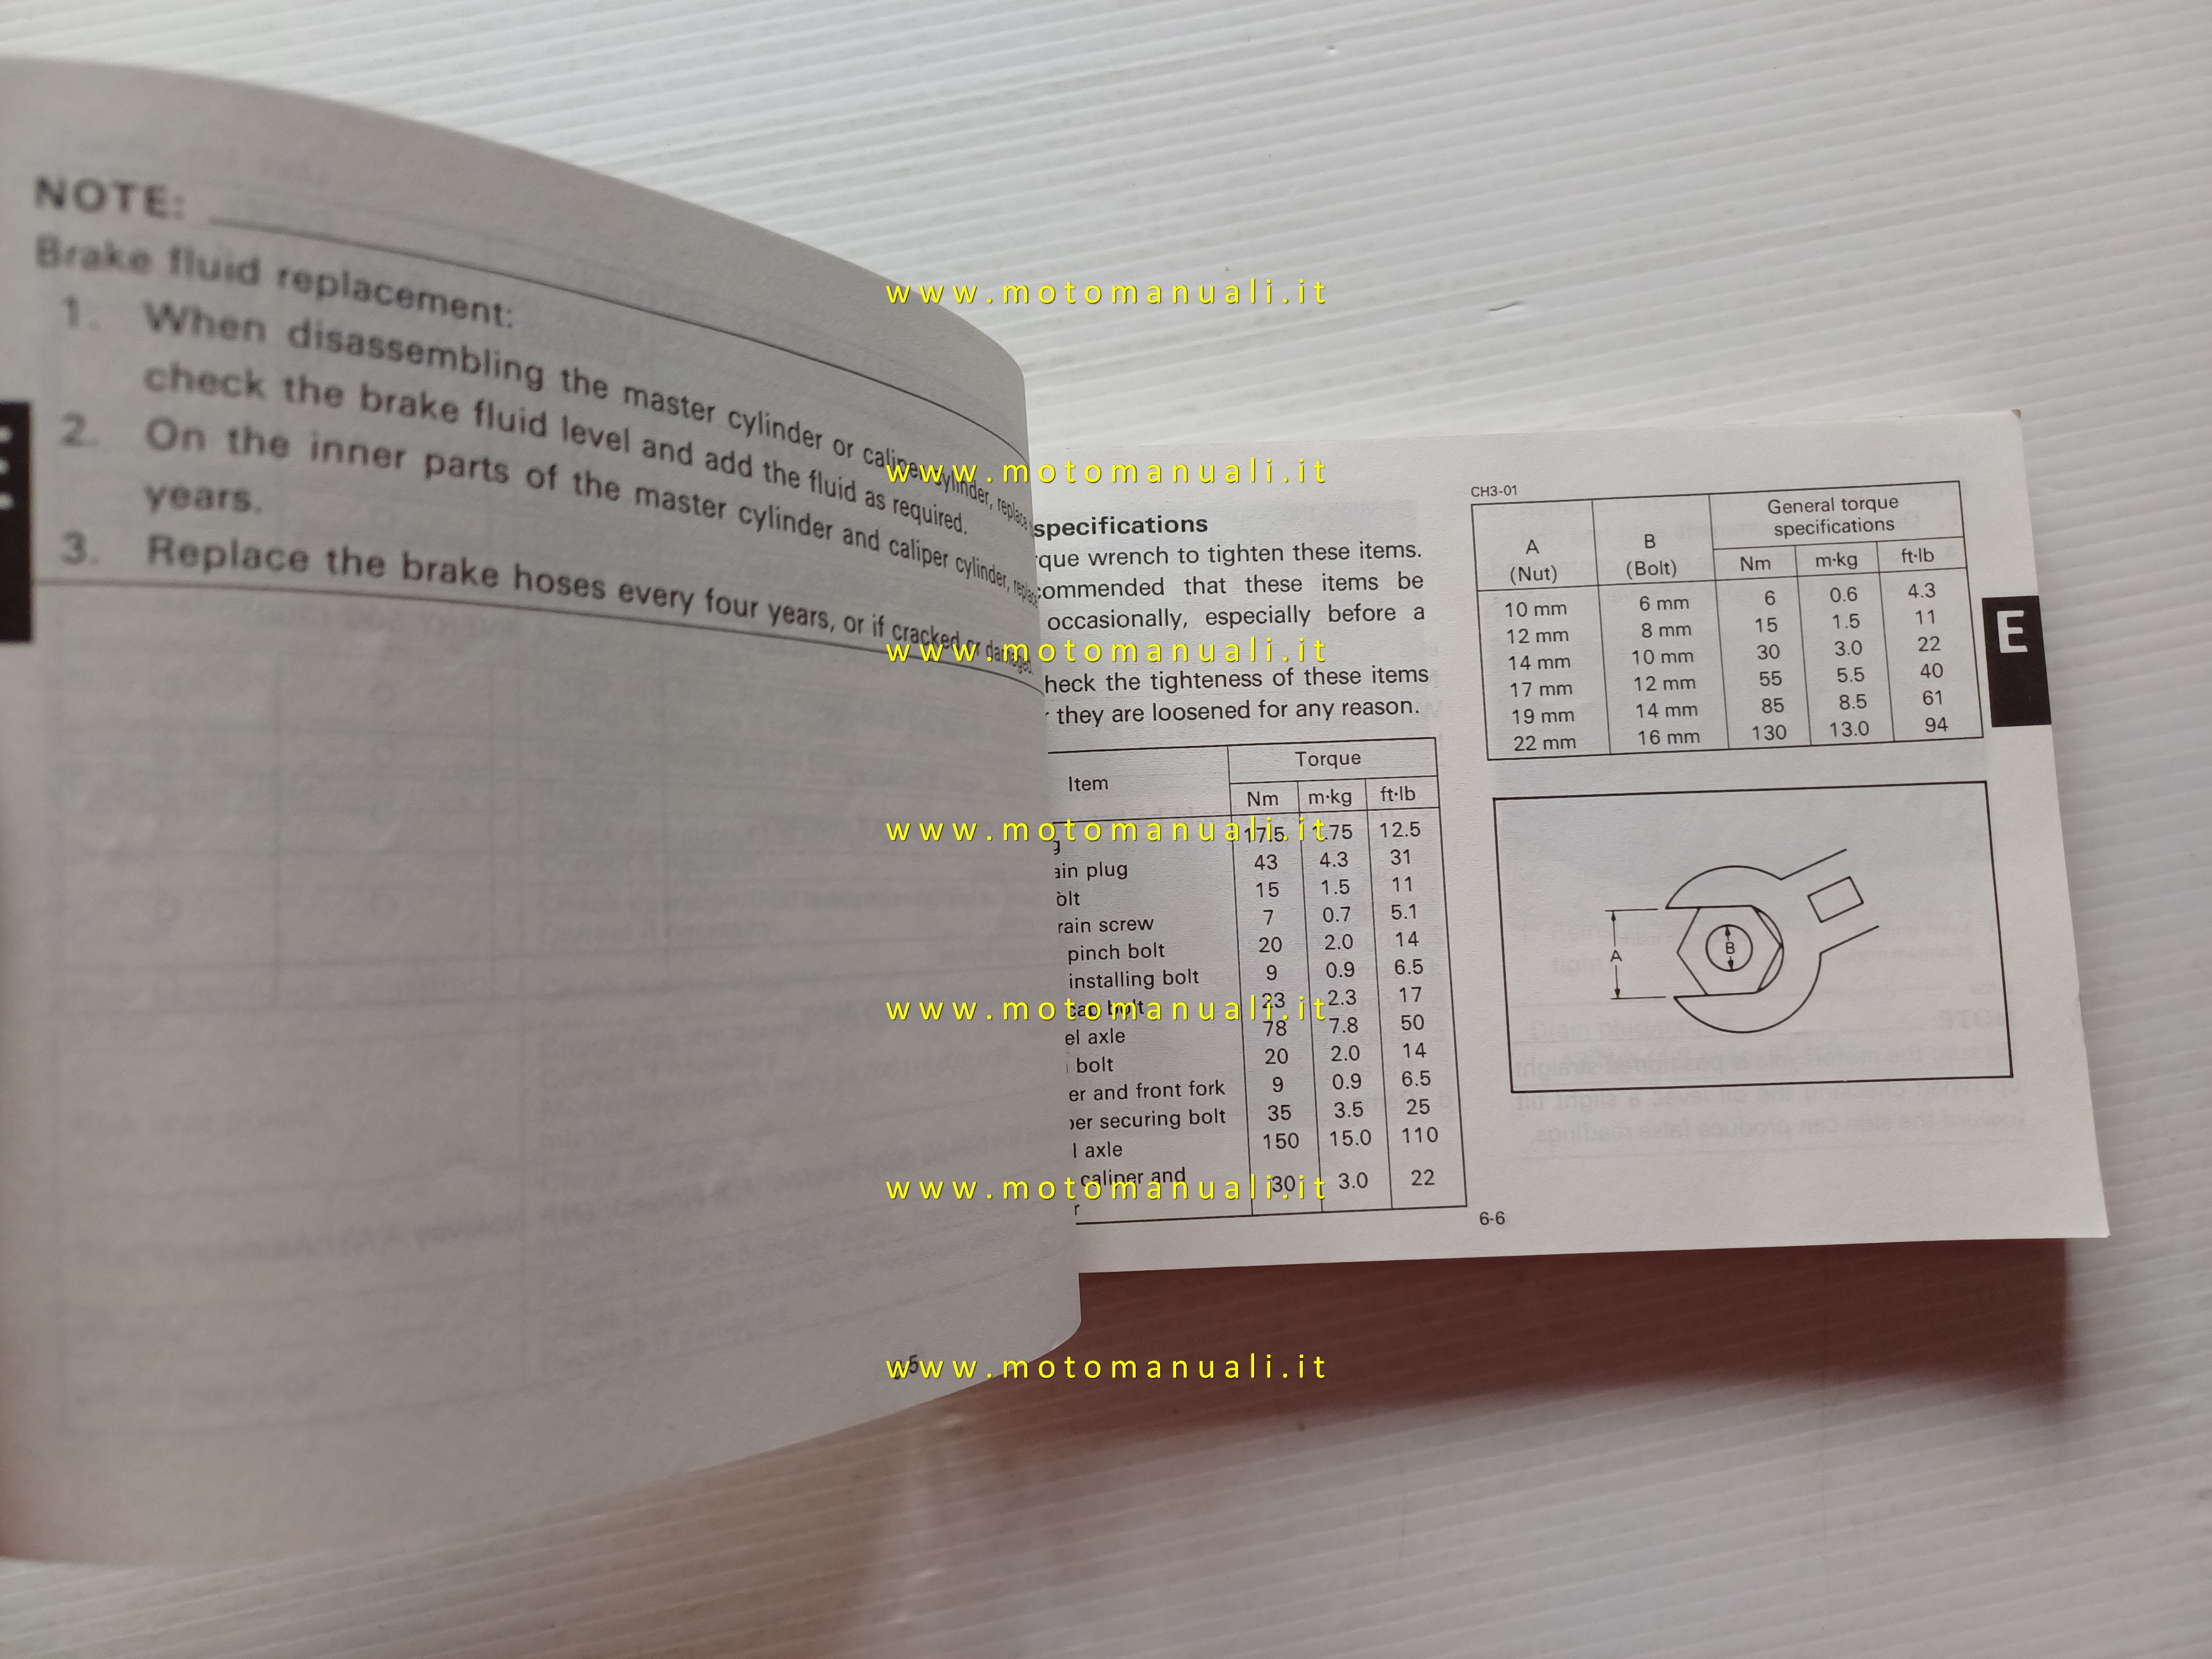 NOTE:
Brake fluid replacement:
1. When disassembling the master cylinder or caliper cylinder, replace
check the brake fluid level and add the fluid as required.
2. On the inner parts of the master cylinder and caliper cylinder, replace
years.
3. Replace the brake hoses every four years, or if cracked or damaged.
specifications
rque wrench to tighten these items.
commended that these items be
occasionally, especially before a
heck the tighteness of these items
they are loosened for any reason.
Item Torque
Nm m·kg ft·lb
g 17.5 1.75 12.5
ain plug 43 4.3 31
olt 15 1.5 11
rain screw 7 0.7 5.1
pinch bolt 20 2.0 14
installing bolt 9 0.9 6.5
cap bolt 23 2.3 17
el axle 78 7.8 50
bolt 20 2.0 14
er and front fork 9 0.9 6.5
per securing bolt 35 3.5 25
l axle 150 15.0 110
caliper and
r 30 3.0 22
6-6
CH3-01
A (Nut) B (Bolt) General torque specifications
Nm m·kg ft·lb
10 mm 6 mm 6 0.6 4.3
12 mm 8 mm 15 1.5 11
14 mm 10 mm 30 3.0 22
17 mm 12 mm 55 5.5 40
19 mm 14 mm 85 8.5 61
22 mm 16 mm 130 13.0 94
A
B
E
www.motomanuali.it
www.motomanuali.it
www.motomanuali.it
www.motomanuali.it
www.motomanuali.it
www.motomanuali.it
www.motomanuali.it